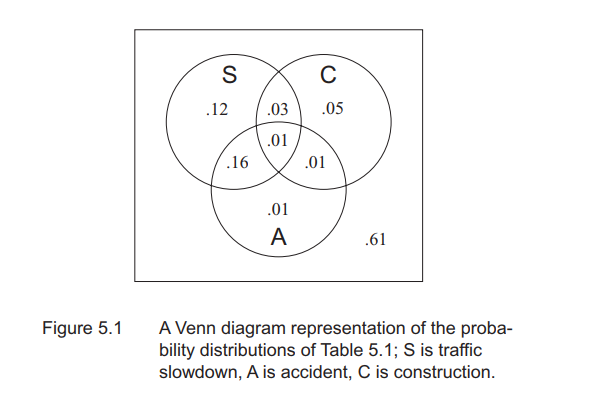 S C
.12 .03 .05
.01
.16 .01
.01
A
.61
Figure 5.1 A Venn diagram representation of the proba-
bility distributions of Table 5.1; S is traffic
slowdown, A is accident, C is construction.